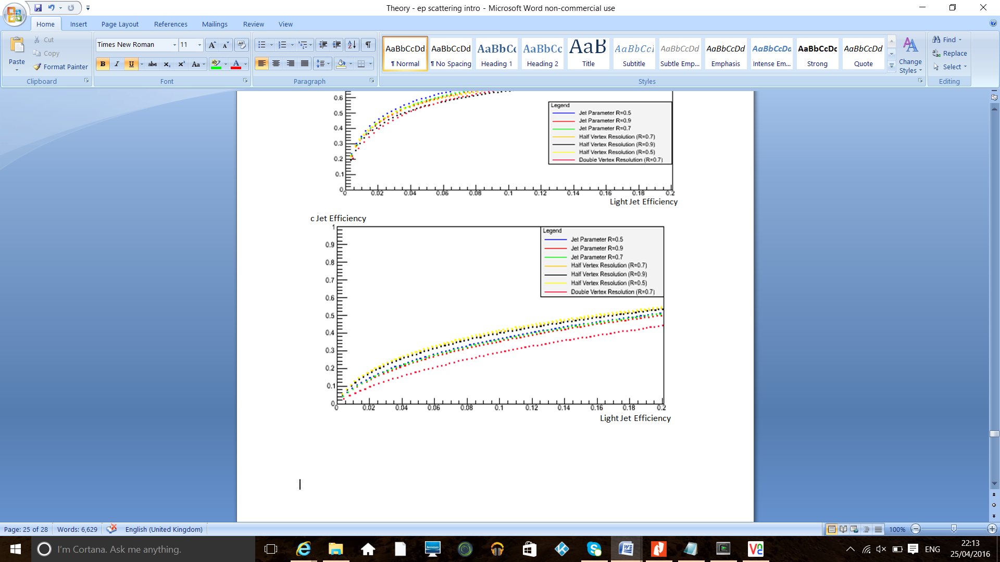 Theory - ep scattering intro - Microsoft Word non-commercial use
Home Insert Page Layout References Mailings Review View
Paste
Cut
Copy
Format Painter
Clipboard
Times New Roman 11
B I U abc x₂ x² Aa
Font
Paragraph
AaBbCcDd AaBbCcDd AaBbCc AaBbCc AaB AaBbCcI AaBbCcDd AaBbCcDd AaBbCcDd AaBbCcDc AaBbCcDd
¶ Normal ¶ No Spacing Heading 1 Heading 2 Title Subtitle Subtle Emp... Emphasis Intense Em... Strong Quote
Styles
Change Styles
Find
Replace
Select
Editing
0.6
0.5
0.4
0.3
0.2
0.1
0
0 0.02 0.04 0.06 0.08 0.1 0.12 0.14 0.16 0.18 0.2
Legend
Jet Parameter R=0.5
Jet Parameter R=0.9
Jet Parameter R=0.7
Half Vertex Resolution (R=0.7)
Half Vertex Resolution (R=0.9)
Half Vertex Resolution (R=0.5)
Double Vertex Resolution (R=0.7)
Light Jet Efficiency
c Jet Efficiency
1
0.9
0.8
0.7
0.6
0.5
0.4
0.3
0.2
0.1
0
0 0.02 0.04 0.06 0.08 0.1 0.12 0.14 0.16 0.18 0.2
Legend
Jet Parameter R=0.5
Jet Parameter R=0.9
Jet Parameter R=0.7
Half Vertex Resolution (R=0.7)
Half Vertex Resolution (R=0.9)
Half Vertex Resolution (R=0.5)
Double Vertex Resolution (R=0.7)
Light Jet Efficiency
Page: 25 of 28 Words: 6,629 English (United Kingdom) 100%
I'm Cortana. Ask me anything.
ENG
22:13
25/04/2016